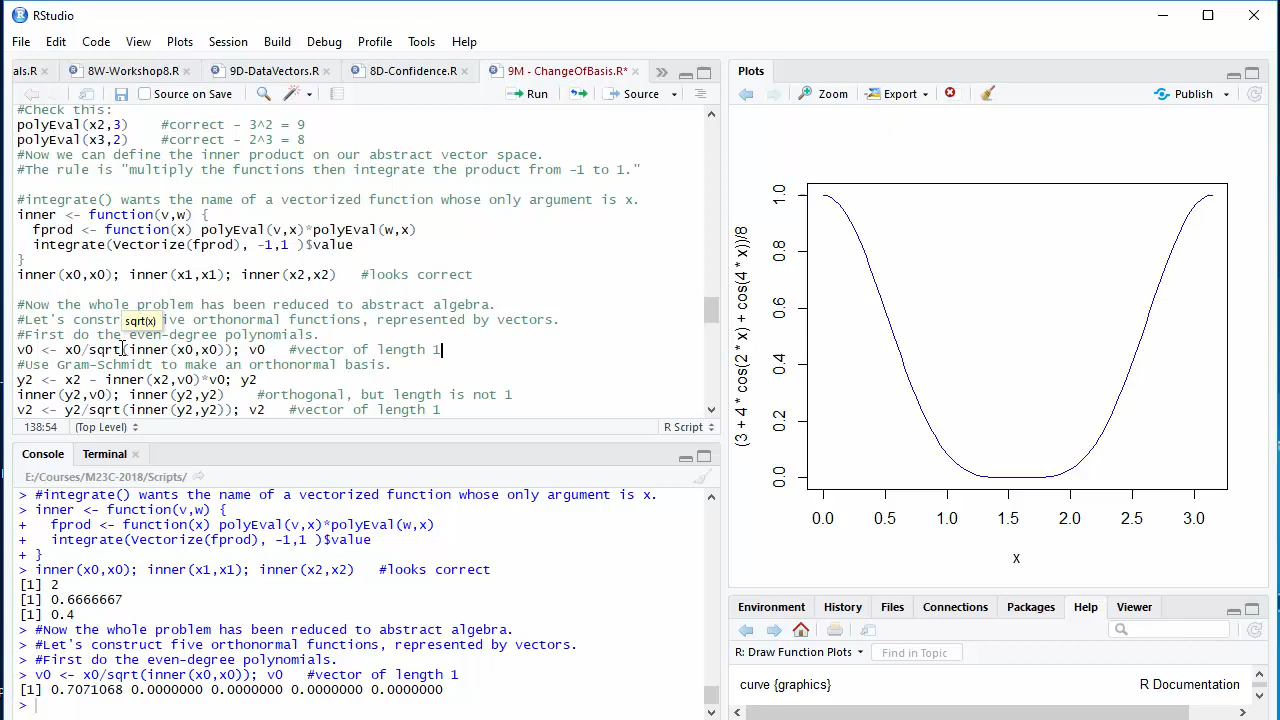 RStudio
File Edit Code View Plots Session Build Debug Profile Tools Help
als.R 8W-Workshop8.R 9D-DataVectors.R 8D-Confidence.R 9M - ChangeOfBasis.R*
Source on Save Run Source
#Check this:
polyEval(x2,3) #correct - 3^2 = 9
polyEval(x3,2) #correct - 2^3 = 8
#Now we can define the inner product on our abstract vector space.
#The rule is "multiply the functions then integrate the product from -1 to 1."
#integrate() wants the name of a vectorized function whose only argument is x.
inner <- function(v,w) {
fprod <- function(x) polyEval(v,x)*polyEval(w,x)
integrate(Vectorize(fprod), -1,1 )$value
}
inner(x0,x0); inner(x1,x1); inner(x2,x2) #looks correct
#Now the whole problem has been reduced to abstract algebra.
#Let's constr sqrt(x) ive orthonormal functions, represented by vectors.
#First do the even-degree polynomials.
v0 <- x0/sqrt(inner(x0,x0)); v0 #vector of length 1
#Use Gram-Schmidt to make an orthonormal basis.
y2 <- x2 - inner(x2,v0)*v0; y2
inner(y2,v0); inner(y2,y2) #orthogonal, but length is not 1
v2 <- y2/sqrt(inner(y2,y2)); v2 #vector of length 1
138:54 (Top Level) R Script
Console Terminal
E:/Courses/M23C-2018/Scripts/
> #integrate() wants the name of a vectorized function whose only argument is x.
> inner <- function(v,w) {
+ fprod <- function(x) polyEval(v,x)*polyEval(w,x)
+ integrate(Vectorize(fprod), -1,1 )$value
+ }
> inner(x0,x0); inner(x1,x1); inner(x2,x2) #looks correct
[1] 2
[1] 0.6666667
[1] 0.4
> #Now the whole problem has been reduced to abstract algebra.
> #Let's construct five orthonormal functions, represented by vectors.
> #First do the even-degree polynomials.
> v0 <- x0/sqrt(inner(x0,x0)); v0 #vector of length 1
[1] 0.7071068 0.0000000 0.0000000 0.0000000 0.0000000
>
Plots
Zoom Export Publish
(3 + 4 * cos(2 * x) + cos(4 * x))/8
1.0
0.8
0.6
0.4
0.2
0.0
0.0 0.5 1.0 1.5 2.0 2.5 3.0
x
Environment History Files Connections Packages Help Viewer
R: Draw Function Plots Find in Topic
curve {graphics} R Documentation